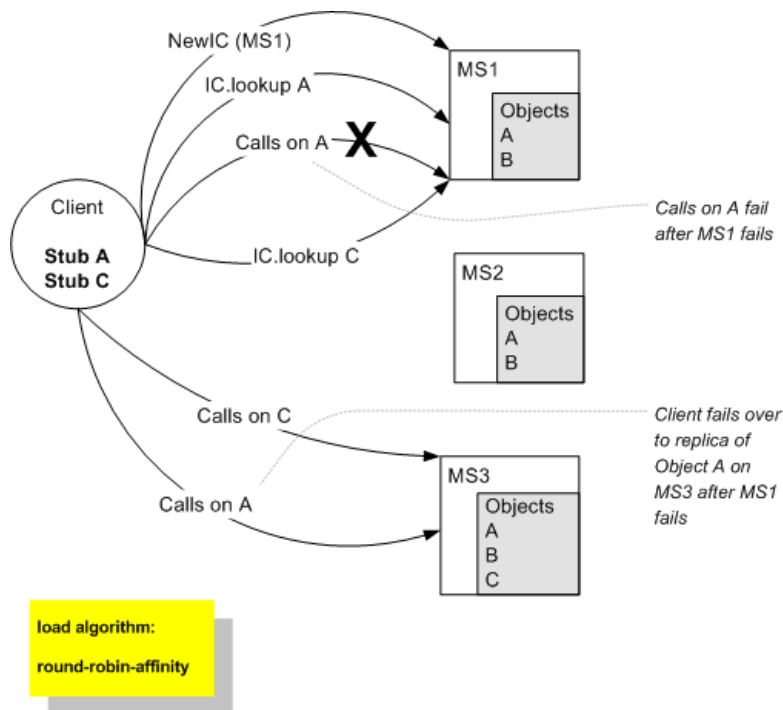 NewIC (MS1)
MS1
IC.lookup A
Objects
A
B
Calls on A
X
Client
Stub A
Stub C
IC.lookup C
Calls on A fail
after MS1 fails
MS2
Objects
A
B
Calls on C
Client fails over
to replica of
Object A on
MS3 after MS1
fails
MS3
Calls on A
Objects
A
B
C
load algorithm:
round-robin-affinity